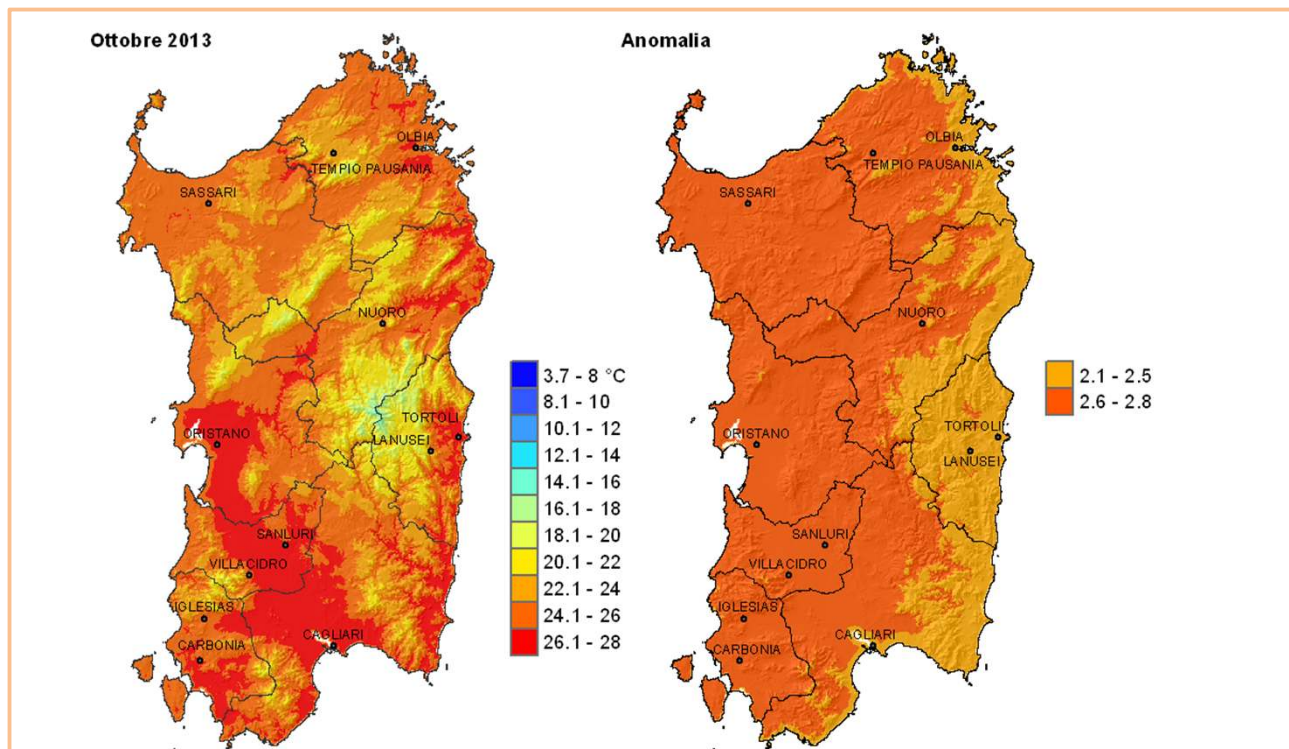 Ottobre 2013
OLBIA
TEMPIO PAUSANIA
SASSARI
NUORO
TORTOLI
ORISTANO
LANUSEI
SANLURI
VILLACIDRO
IGLESIAS
CAGLIARI
CARBONIA
3.7 - 8 °C
8.1 - 10
10.1 - 12
12.1 - 14
14.1 - 16
16.1 - 18
18.1 - 20
20.1 - 22
22.1 - 24
24.1 - 26
26.1 - 28
Anomalia
OLBIA
TEMPIO PAUSANIA
SASSARI
NUORO
TORTOLI
ORISTANO
LANUSEI
SANLURI
VILLACIDRO
IGLESIAS
CAGLIARI
CARBONIA
2.1 - 2.5
2.6 - 2.8